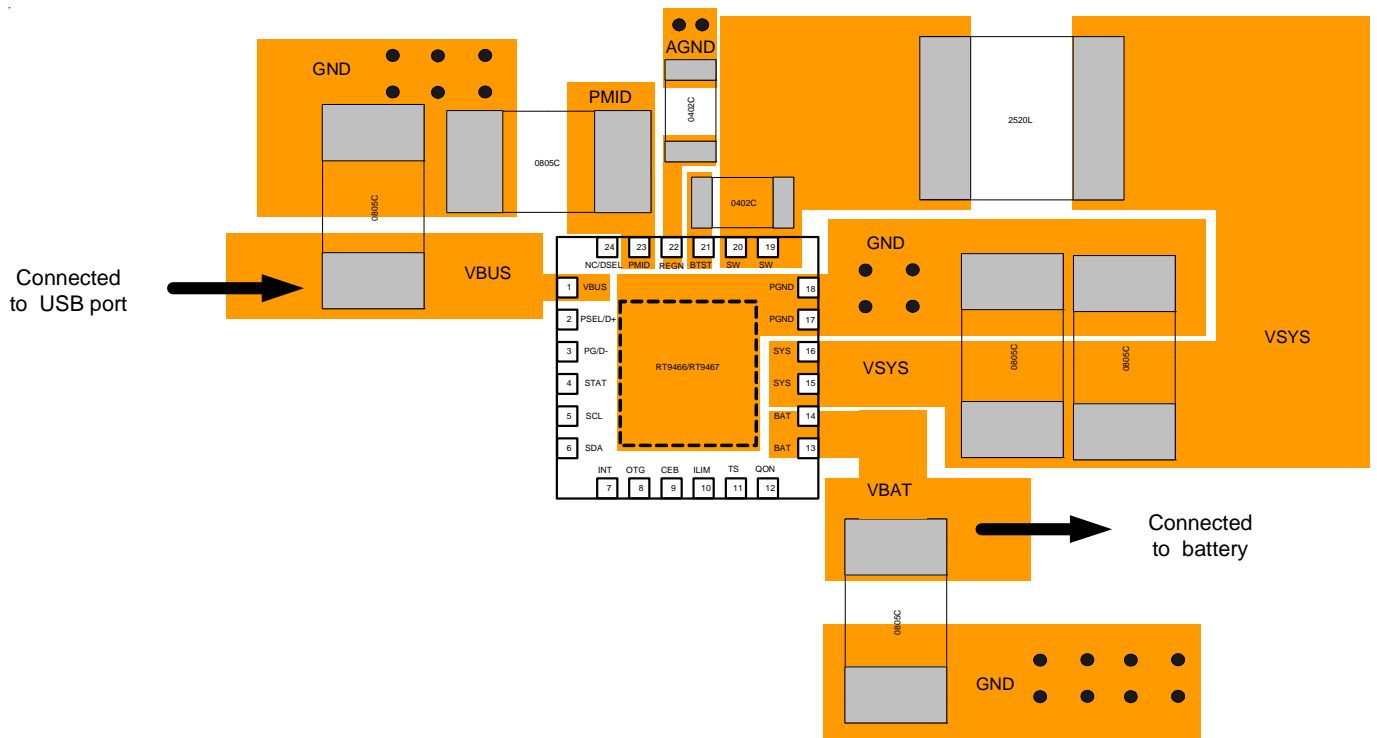 AGND
GND
PMID
0402C
2520L
0805C
0402C
0805C
GND
24
23
22
21
20
19
NC/DSEL
PMID
REGN
BTST
SW
SW
Connected
to USB port
VBUS
1
VBUS
PGND
18
2
PSEL/D+
PGND
17
3
PG/D-
SYS
16
4
STAT
SYS
15
5
SCL
BAT
14
6
SDA
BAT
13
RT9466/RT9467
VSYS
0805C
0805C
VSYS
INT
OTG
CEB
ILIM
TS
QON
7
8
9
10
11
12
VBAT
Connected
to battery
0805C
GND